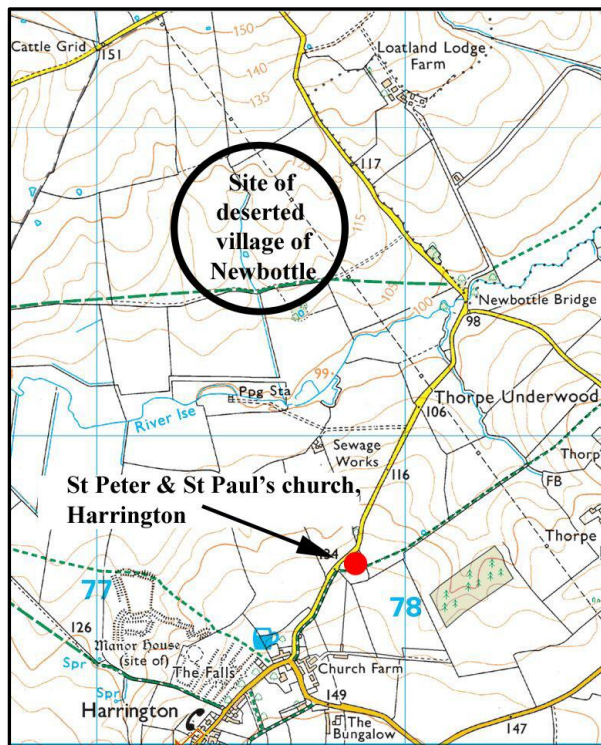 150
Cattle Grid
151
140
135
Loatland Lodge
Farm
117
Site of
deserted
village of
Newbottle
115
105
100
Newbottle Bridge
98
99
Ppg Sta
River Ise
Thorpe Underwood
106
Sewage
Works
116
Thorp
FB
St Peter & St Paul's church,
Harrington
134
Thorpe
77
78
126
Manor House
(site of)
Spr
The Falls
Church Farm
Spr
149
Harrington
The
Bungalow
147